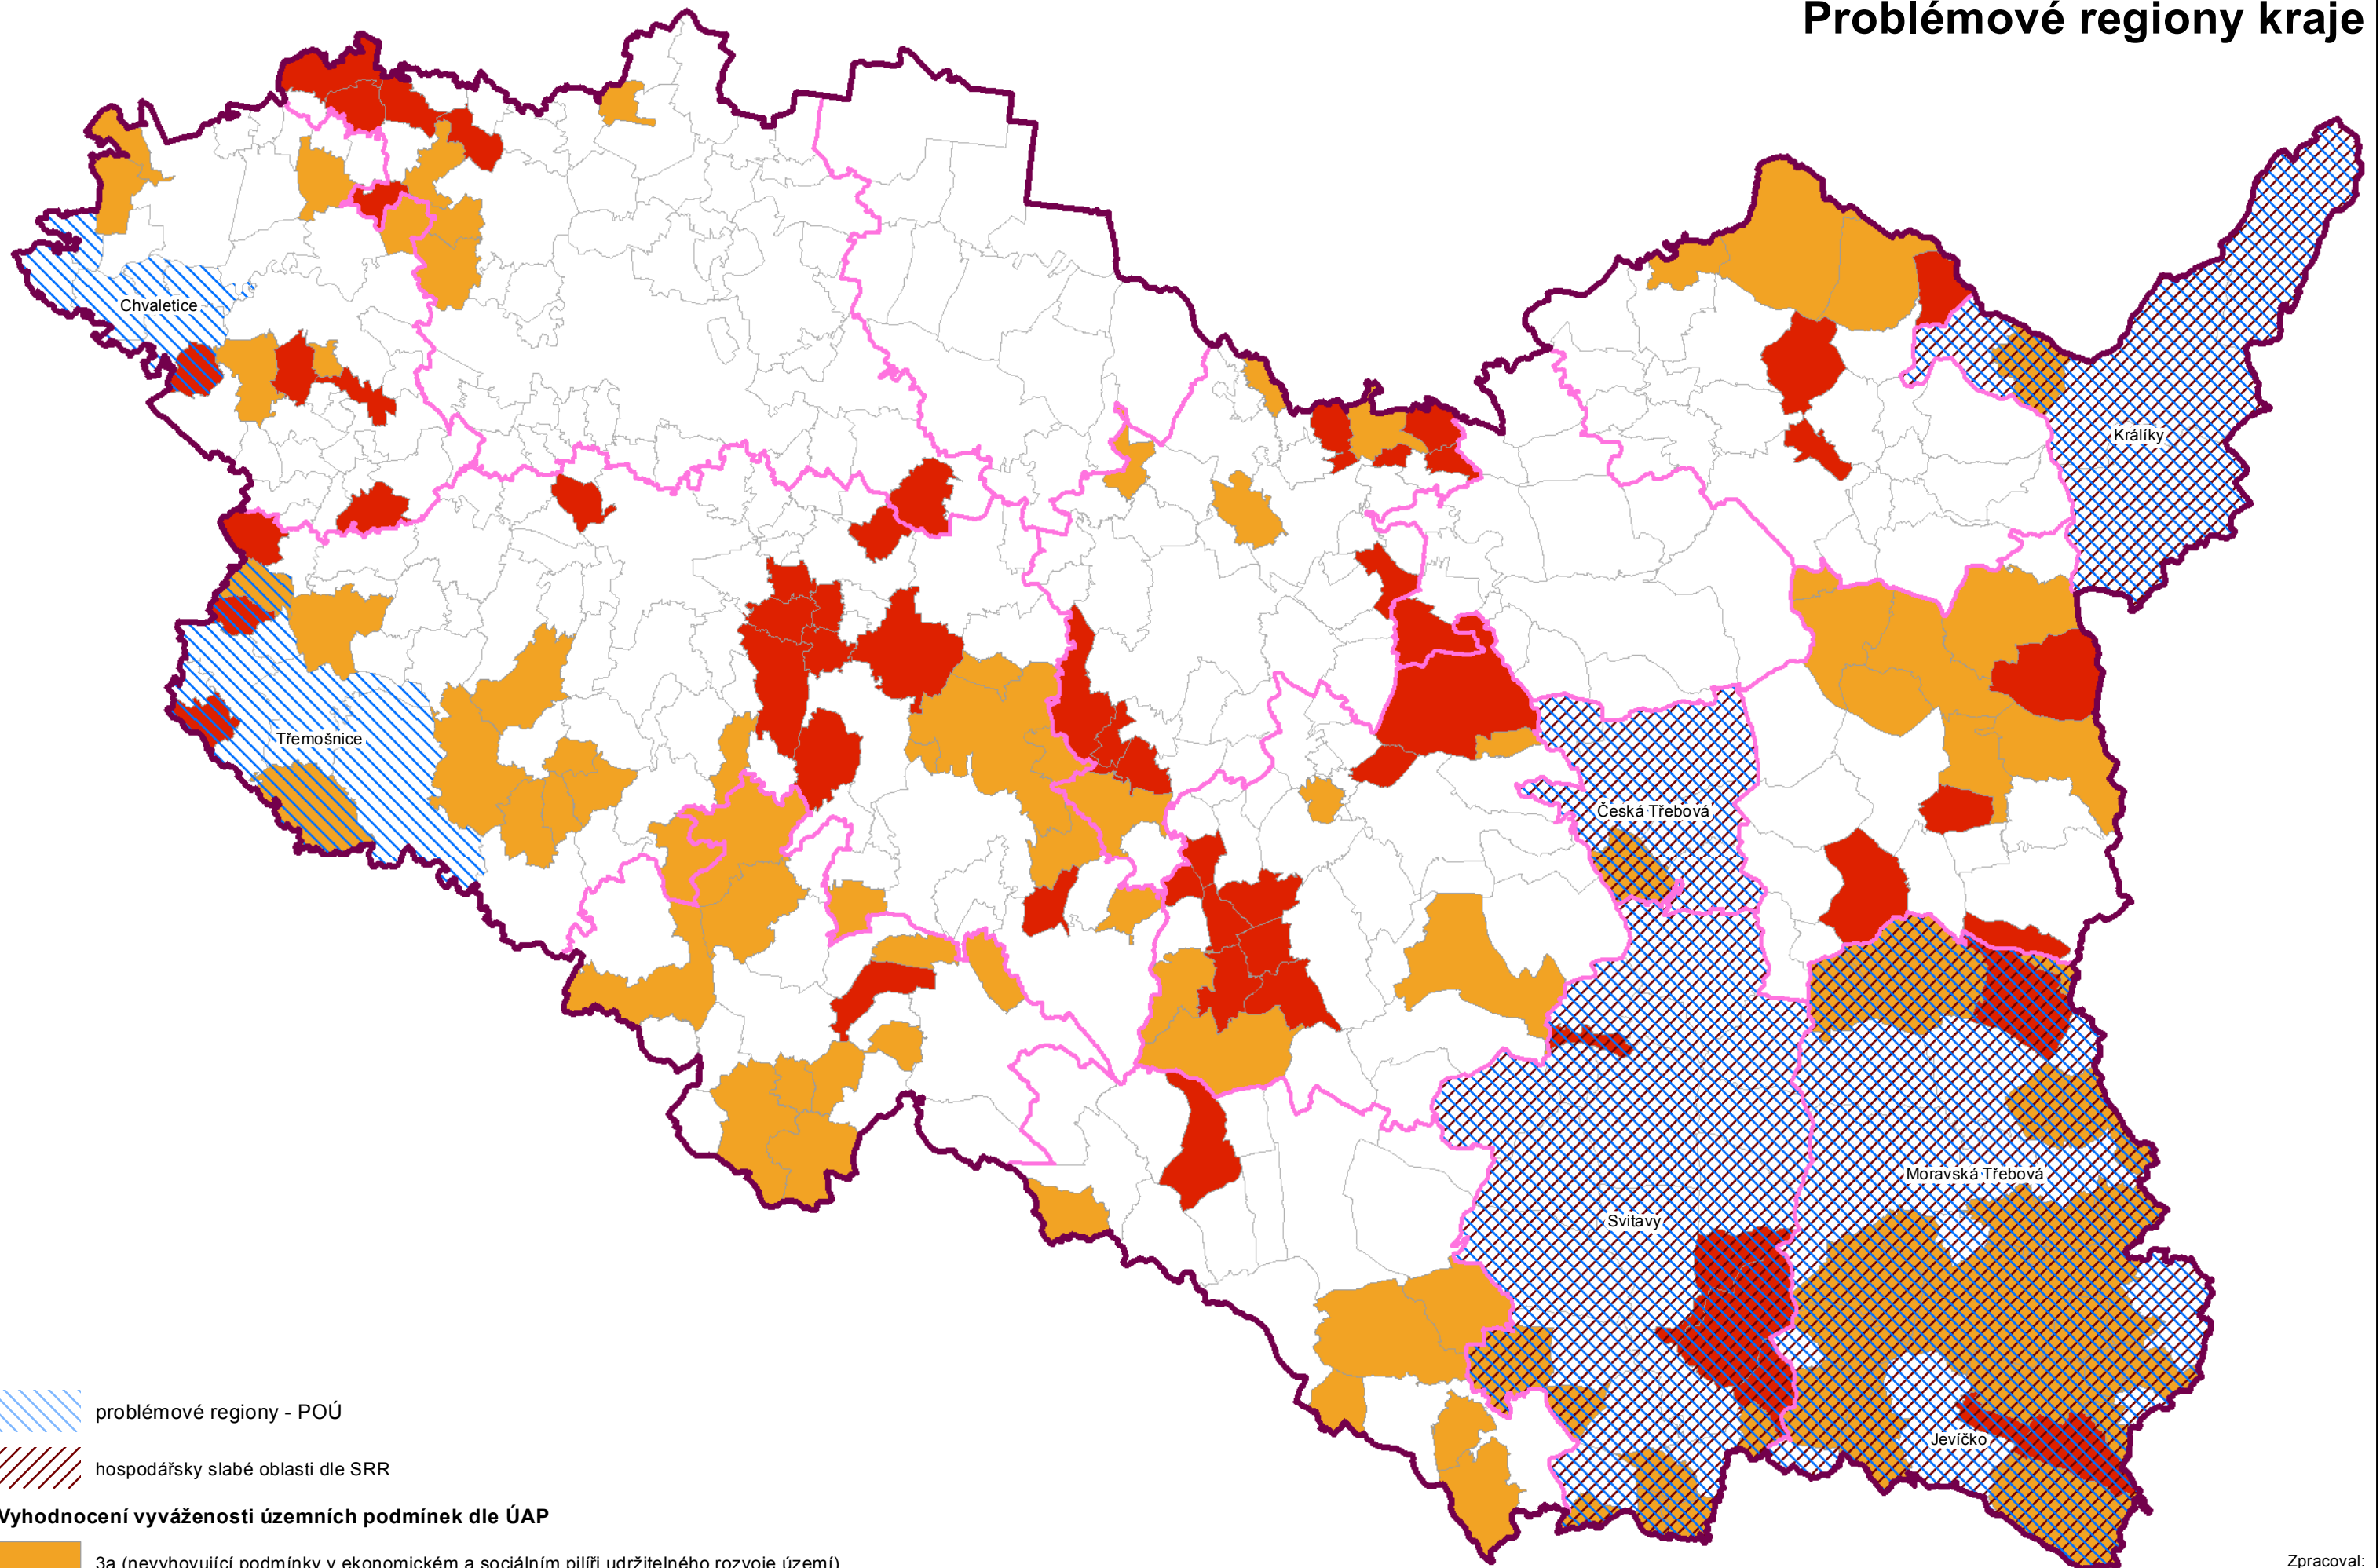 Problémové regiony kraje
Chvaletice
Králíky
Třemošnice
Česká Třebová
Moravská Třebová
Svitavy
Jevíčko
problémové regiony - POÚ
hospodářsky slabé oblasti dle SRR
Vyhodnocení vyváženosti územních podmínek dle ÚAP
3a (nevyhovující podmínky v ekonomickém a sociálním pilíři udržitelného rozvoje území)
Zpracoval: